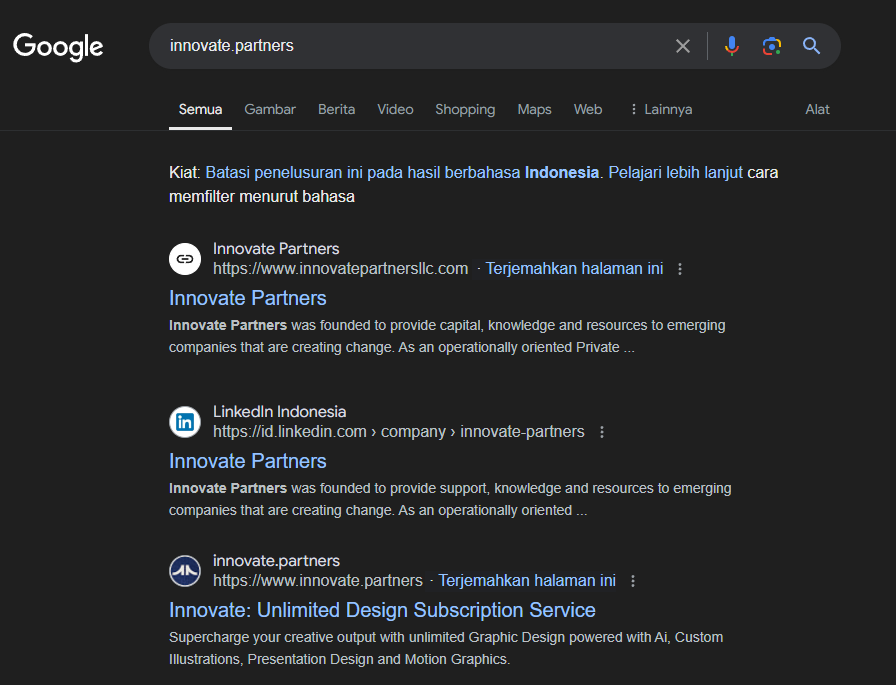 Google
innovate.partners
Semua Gambar Berita Video Shopping Maps Web Lainnya Alat
Kiat: Batasi penelusuran ini pada hasil berbahasa Indonesia. Pelajari lebih lanjut cara
memfilter menurut bahasa
Innovate Partners
https://www.innovatepartnersllc.com · Terjemahkan halaman ini
Innovate Partners
Innovate Partners was founded to provide capital, knowledge and resources to emerging
companies that are creating change. As an operationally oriented Private ...
in
LinkedIn Indonesia
https://id.linkedin.com › company › innovate-partners
Innovate Partners
Innovate Partners was founded to provide support, knowledge and resources to emerging
companies that are creating change. As an operationally oriented ...
innovate.partners
https://www.innovate.partners · Terjemahkan halaman ini
Innovate: Unlimited Design Subscription Service
Supercharge your creative output with unlimited Graphic Design powered with Ai, Custom
Illustrations, Presentation Design and Motion Graphics.